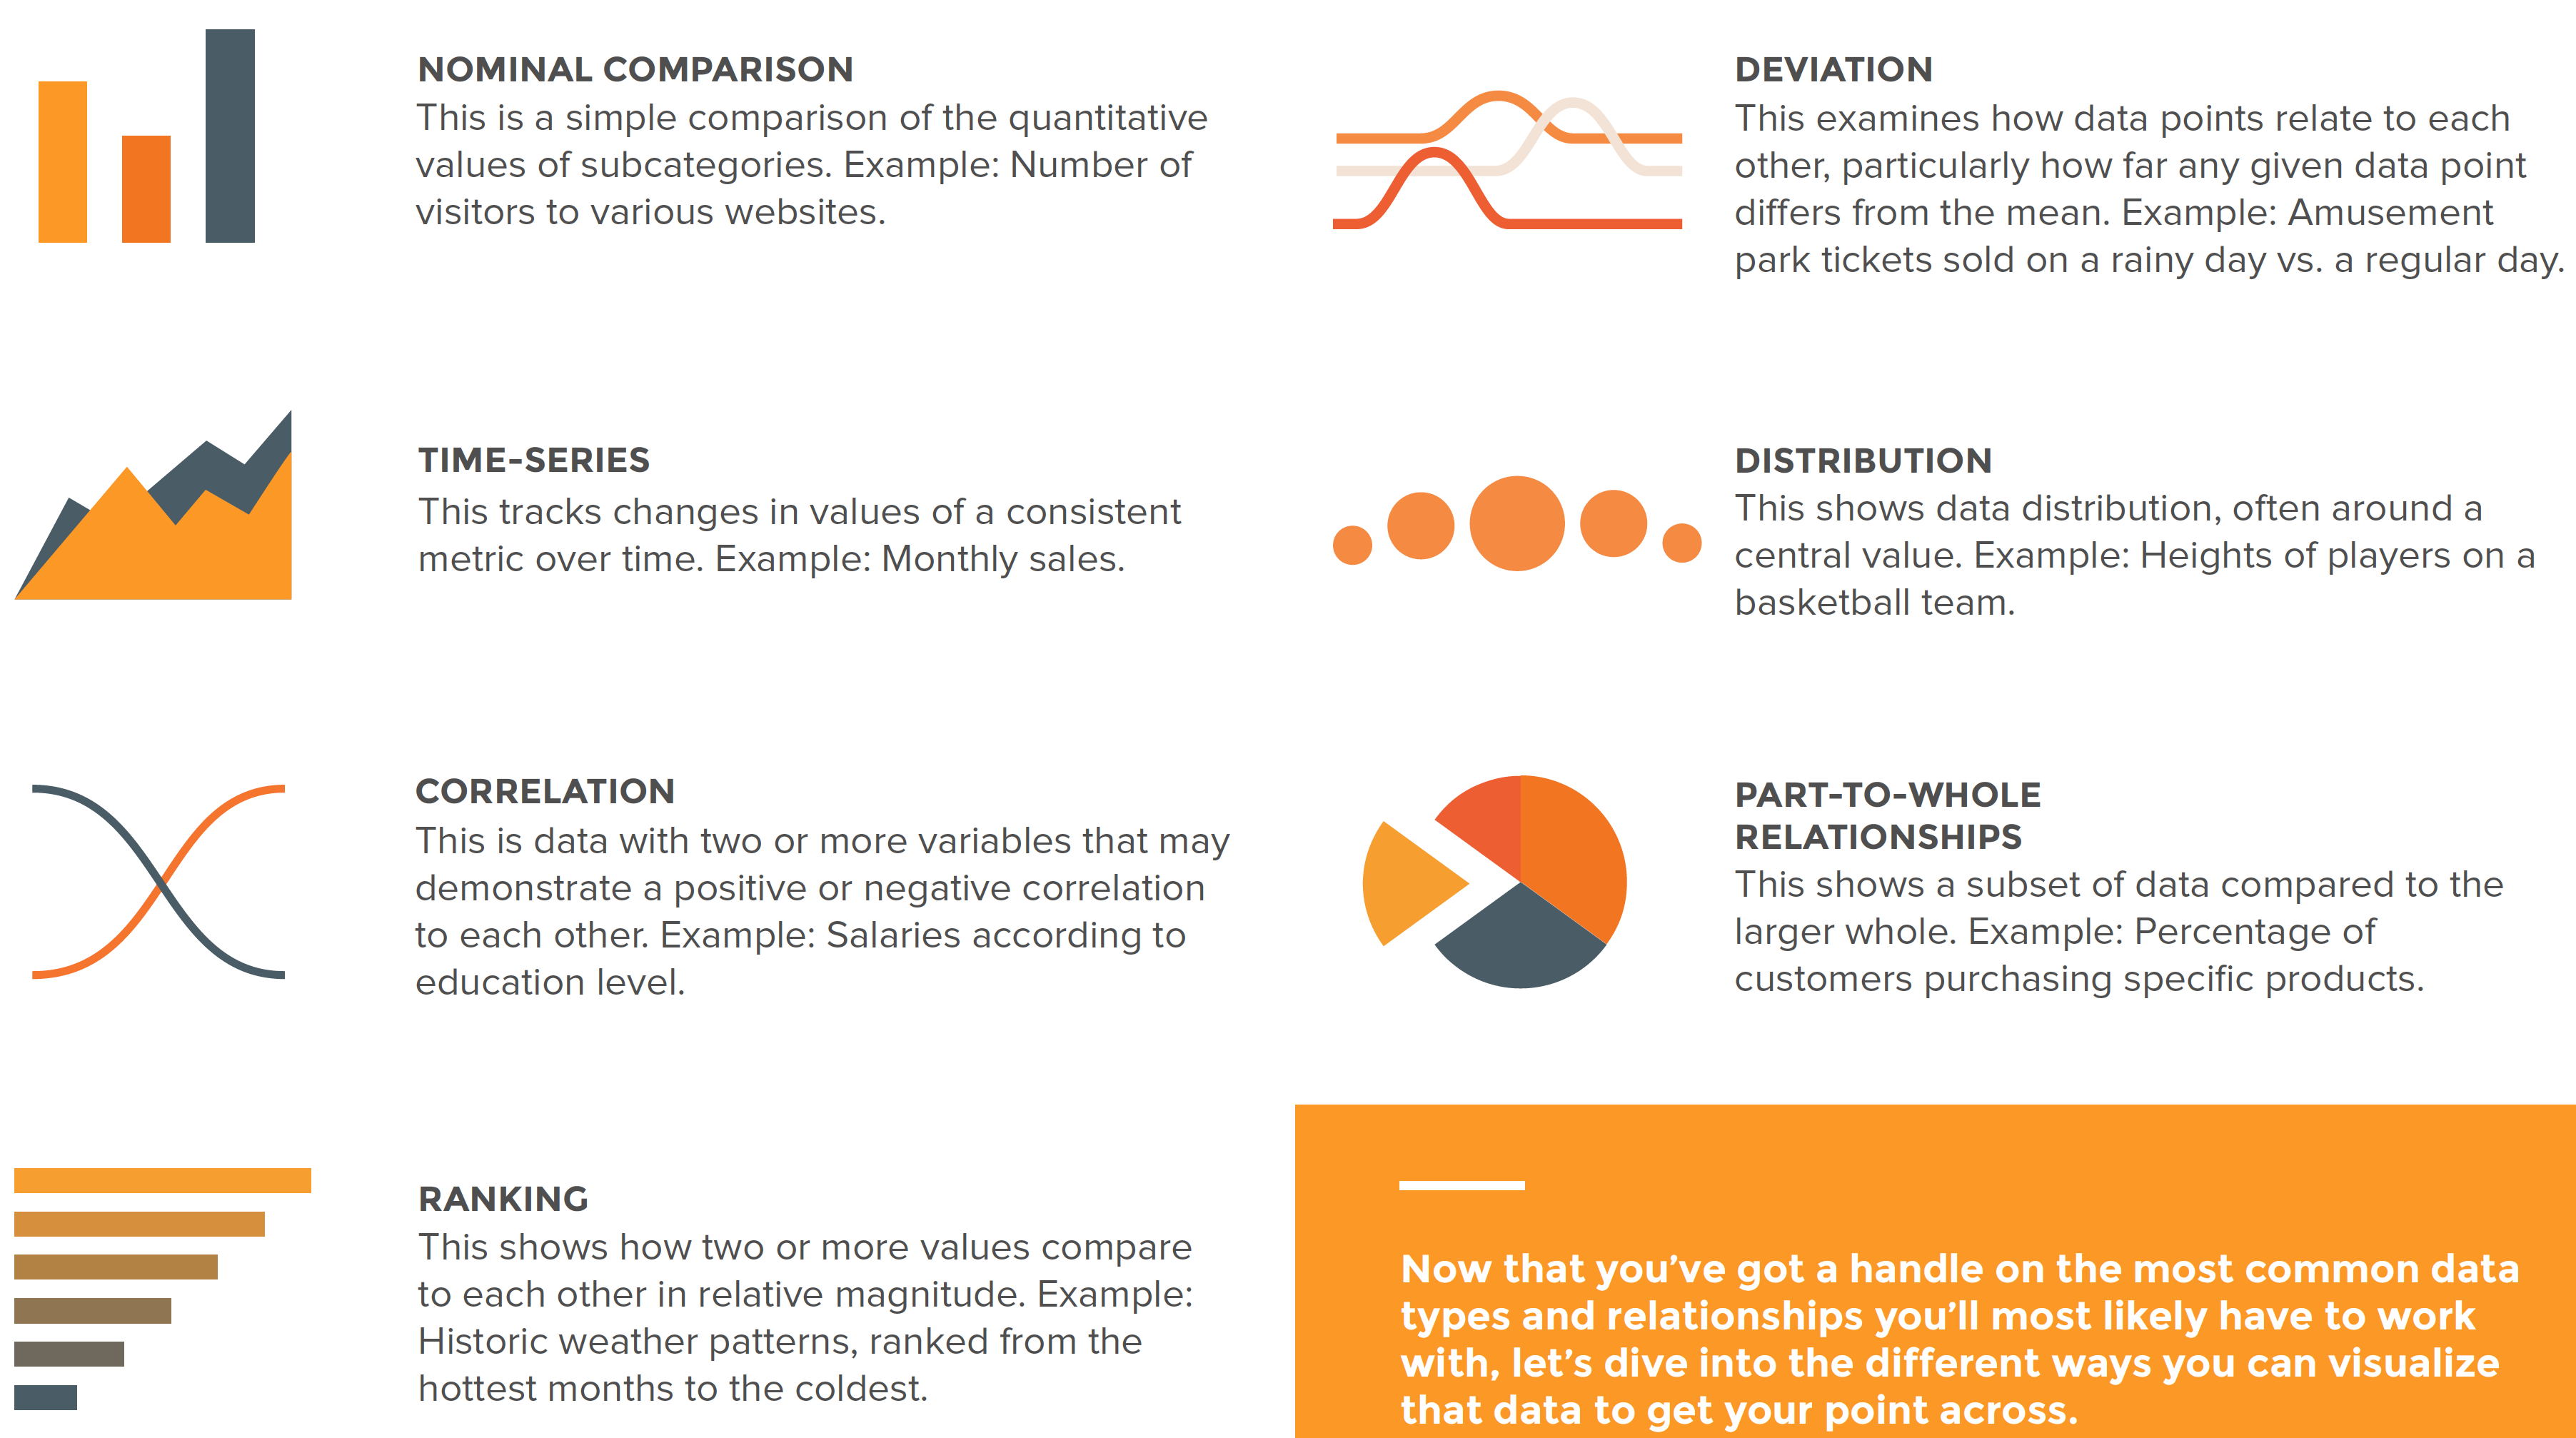 NOMINAL COMPARISON
This is a simple comparison of the quantitative
values of subcategories. Example: Number of
visitors to various websites.
TIME-SERIES
This tracks changes in values of a consistent
metric over time. Example: Monthly sales.
CORRELATION
This is data with two or more variables that may
demonstrate a positive or negative correlation
to each other. Example: Salaries according to
education level.
RANKING
This shows how two or more values compare
to each other in relative magnitude. Example:
Historic weather patterns, ranked from the
hottest months to the coldest.
DEVIATION
This examines how data points relate to each
other, particularly how far any given data point
differs from the mean. Example: Amusement
park tickets sold on a rainy day vs. a regular day.
DISTRIBUTION
This shows data distribution, often around a
central value. Example: Heights of players on a
basketball team.
PART-TO-WHOLE
RELATIONSHIPS
This shows a subset of data compared to the
larger whole. Example: Percentage of
customers purchasing specific products.
Now that you’ve got a handle on the most common data
types and relationships you’ll most likely have to work
with, let’s dive into the different ways you can visualize
that data to get your point across.